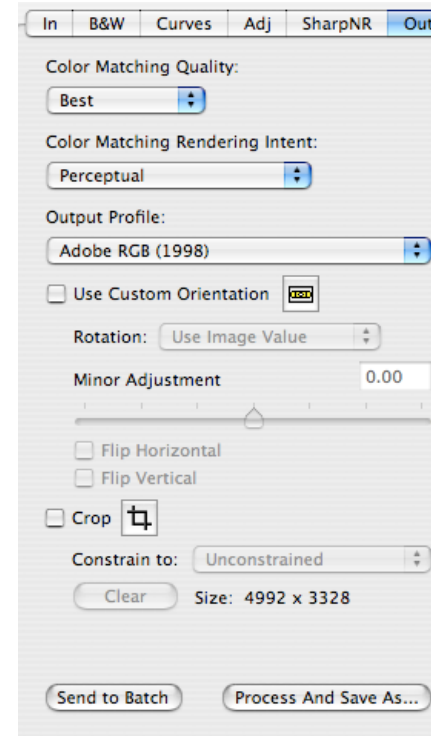 In B&W Curves Adj SharpNR Out
Color Matching Quality:
Best
Color Matching Rendering Intent:
Perceptual
Output Profile:
Adobe RGB (1998)
Use Custom Orientation
Rotation: Use Image Value
Minor Adjustment 0.00
Flip Horizontal
Flip Vertical
Crop
Constrain to: Unconstrained
Clear Size: 4992 x 3328
Send to Batch Process And Save As...